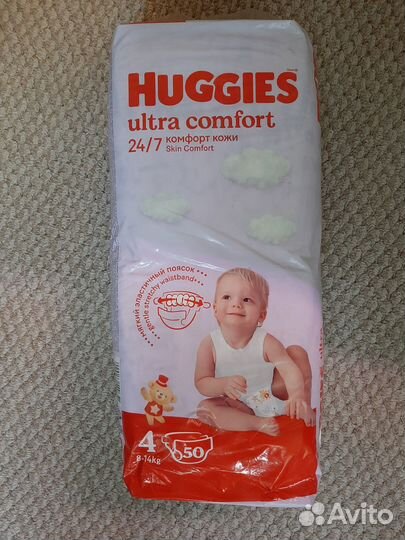 HUGGIES
ultra comfort
24/7 комфорт кожи
Skin Comfort
мягкий эластичный поясок
gentle stretchy waistband
4
8-14kg
50
Avito